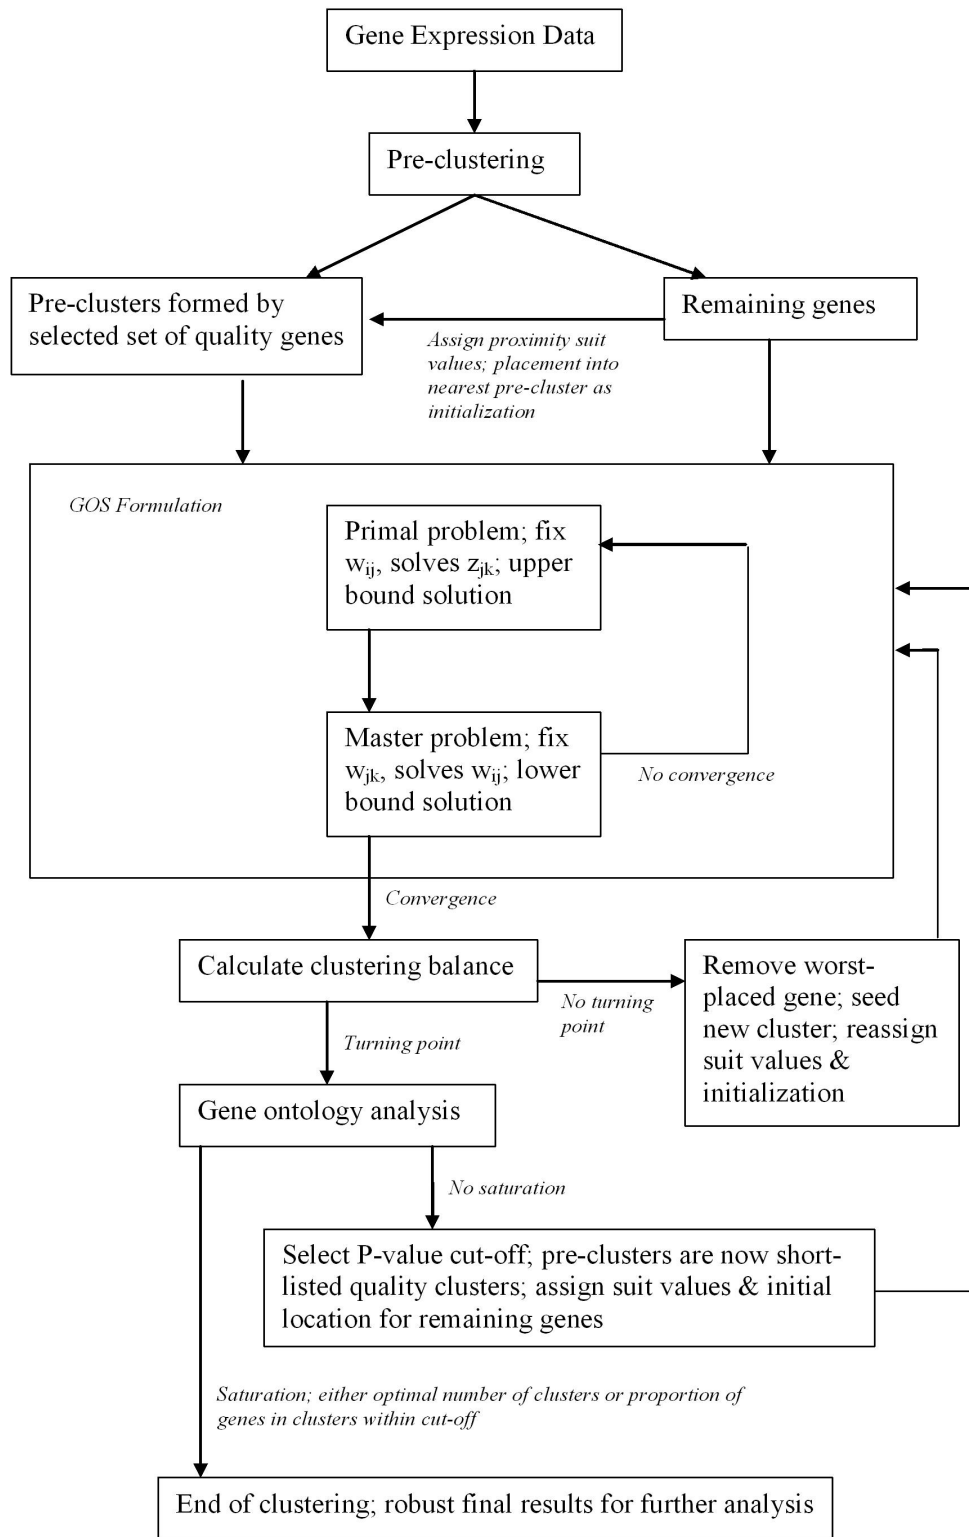 Gene Expression Data
Pre-clustering
Pre-clusters formed by
selected set of quality genes
Remaining genes
Assign proximity suit
values; placement into
nearest pre-cluster as
initialization
GOS Formulation
Primal problem; fix
wij, solves zjk; upper
bound solution
Master problem; fix
wjk, solves wij; lower
bound solution
No convergence
Convergence
Calculate clustering balance
No turning
point
Remove worst-
placed gene; seed
new cluster; reassign
suit values &
initialization
Turning point
Gene ontology analysis
No saturation
Select P-value cut-off; pre-clusters are now short-
listed quality clusters; assign suit values & initial
location for remaining genes
Saturation; either optimal number of clusters or proportion of
genes in clusters within cut-off
End of clustering; robust final results for further analysis